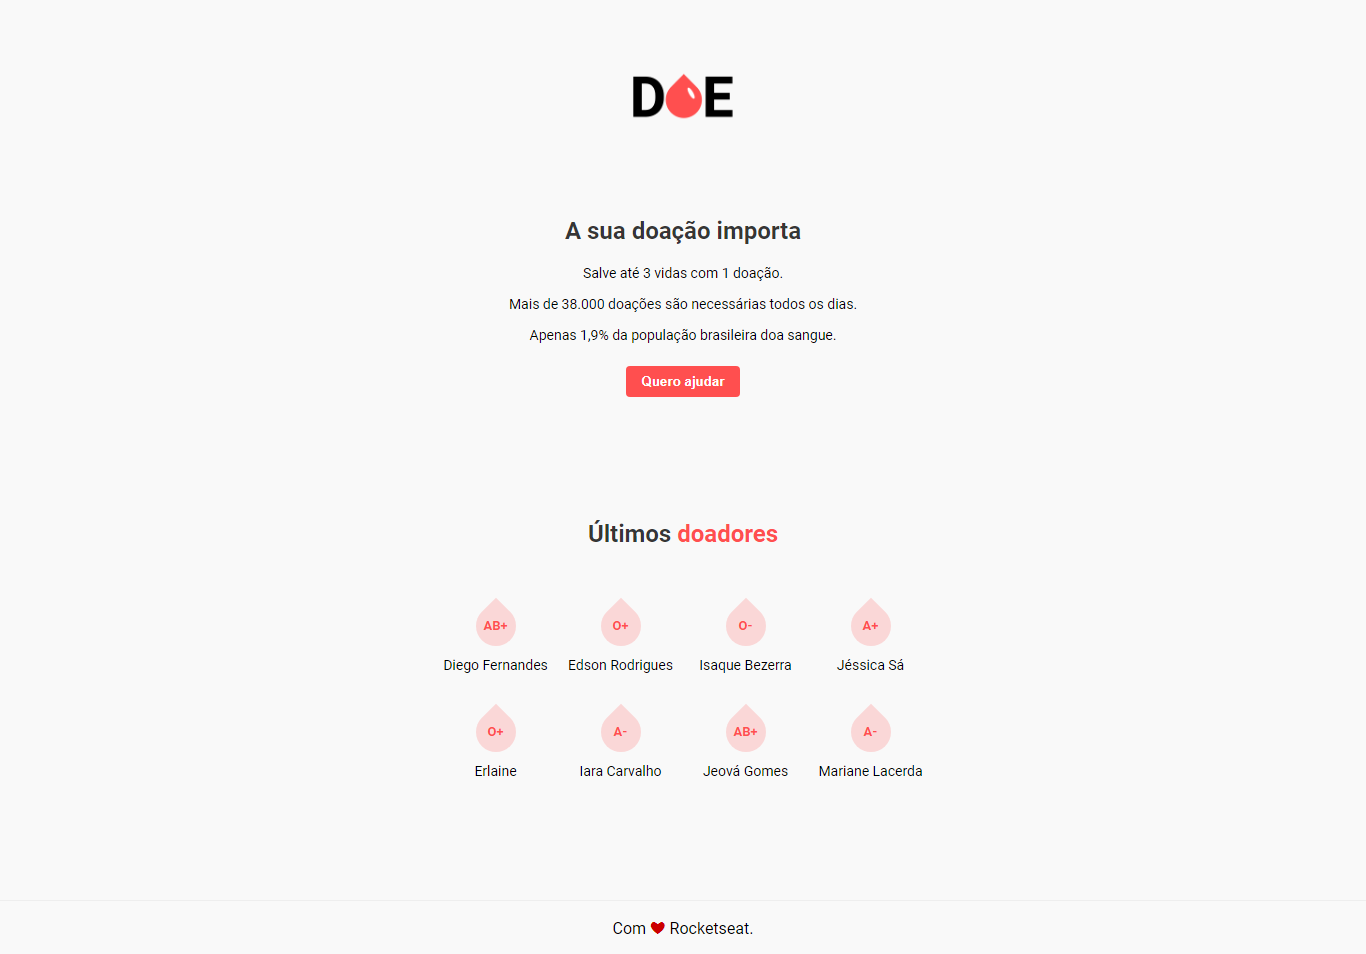 DOE
A sua doação importa
Salve até 3 vidas com 1 doação.
Mais de 38.000 doações são necessárias todos os dias.
Apenas 1,9% da população brasileira doa sangue.
Quero ajudar
Últimos doadores
AB+ O+ O- A+
Diego Fernandes Edson Rodrigues Isaque Bezerra Jéssica Sá
O+ A- AB+ A-
Erlaine Iara Carvalho Jeová Gomes Mariane Lacerda
Com ❤ Rocketseat.